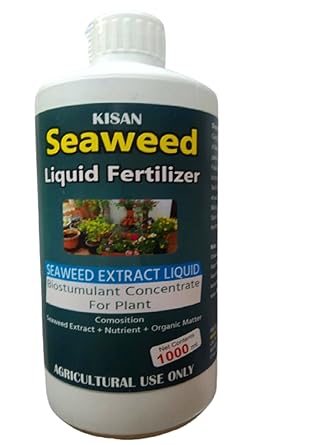 KISAN
Seaweed
Liquid Fertilizer
SEAWEED EXTRACT LIQUID
Biostumulant Concentrate
For Plant
Comosition
Seaweed Extract + Nutrient + Organic Matter
Net Contents
1000 ml
AGRICULTURAL USE ONLY